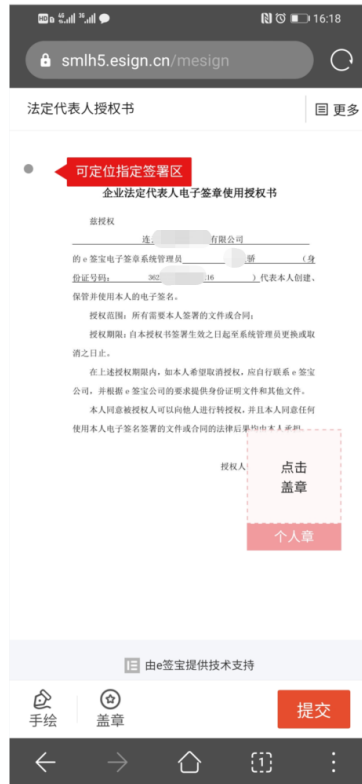 HD 4G 3G 16:18
smlh5.esign.cn/mesign
法定代表人授权书 更多
可定位指定签署区
企业法定代表人电子签章使用授权书
兹授权
连 有限公司
的 e 签宝电子签章系统管理员 骄 （身
份证号码： 362 16 ）代表本人创建、
保管并使用本人的电子签名。
授权范围：所有需要本人签署的文件或合同；
授权期限：自本授权书签署生效之日起至系统管理员更换或取
消之日止。
在上述授权期限内，如本人希望取消授权，应自行联系 e 签宝
公司，并根据 e 签宝公司的要求提供身份证明文件和其他文件。
本人同意被授权人可以向他人进行转授权，并且本人同意任何
使用本人电子签名签署的文件或合同的法律后果均由本人承担。
授权人
点击
盖章
个人章
由e签宝提供技术支持
手绘 盖章 提交
1